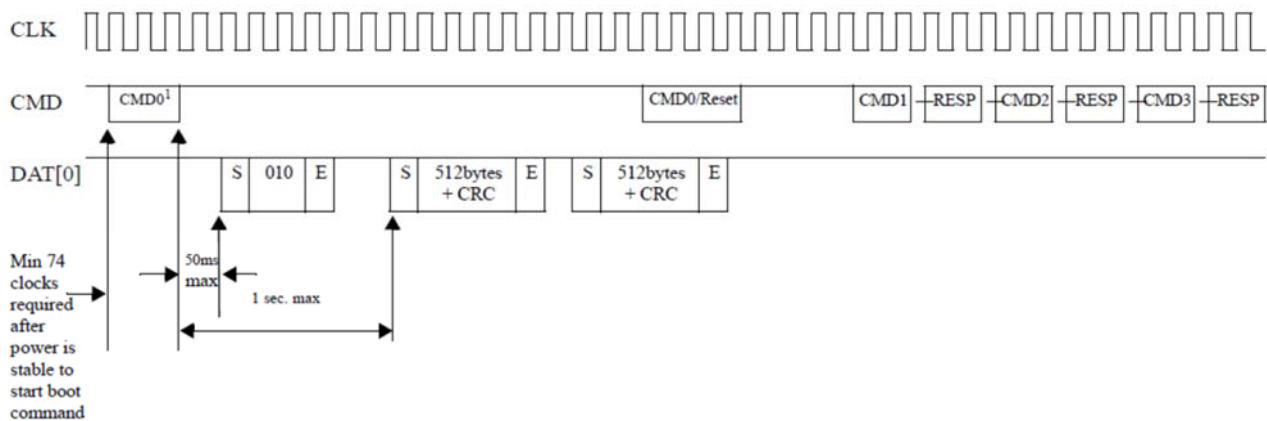 CLK
CMD
CMD0¹
CMD0/Reset
CMD1
RESP
CMD2
RESP
CMD3
RESP
DAT[0]
S
010
E
S
512bytes
+ CRC
E
S
512bytes
+ CRC
E
Min 74
clocks
required
after
power is
stable to
start boot
command
50ms
max
1 sec. max